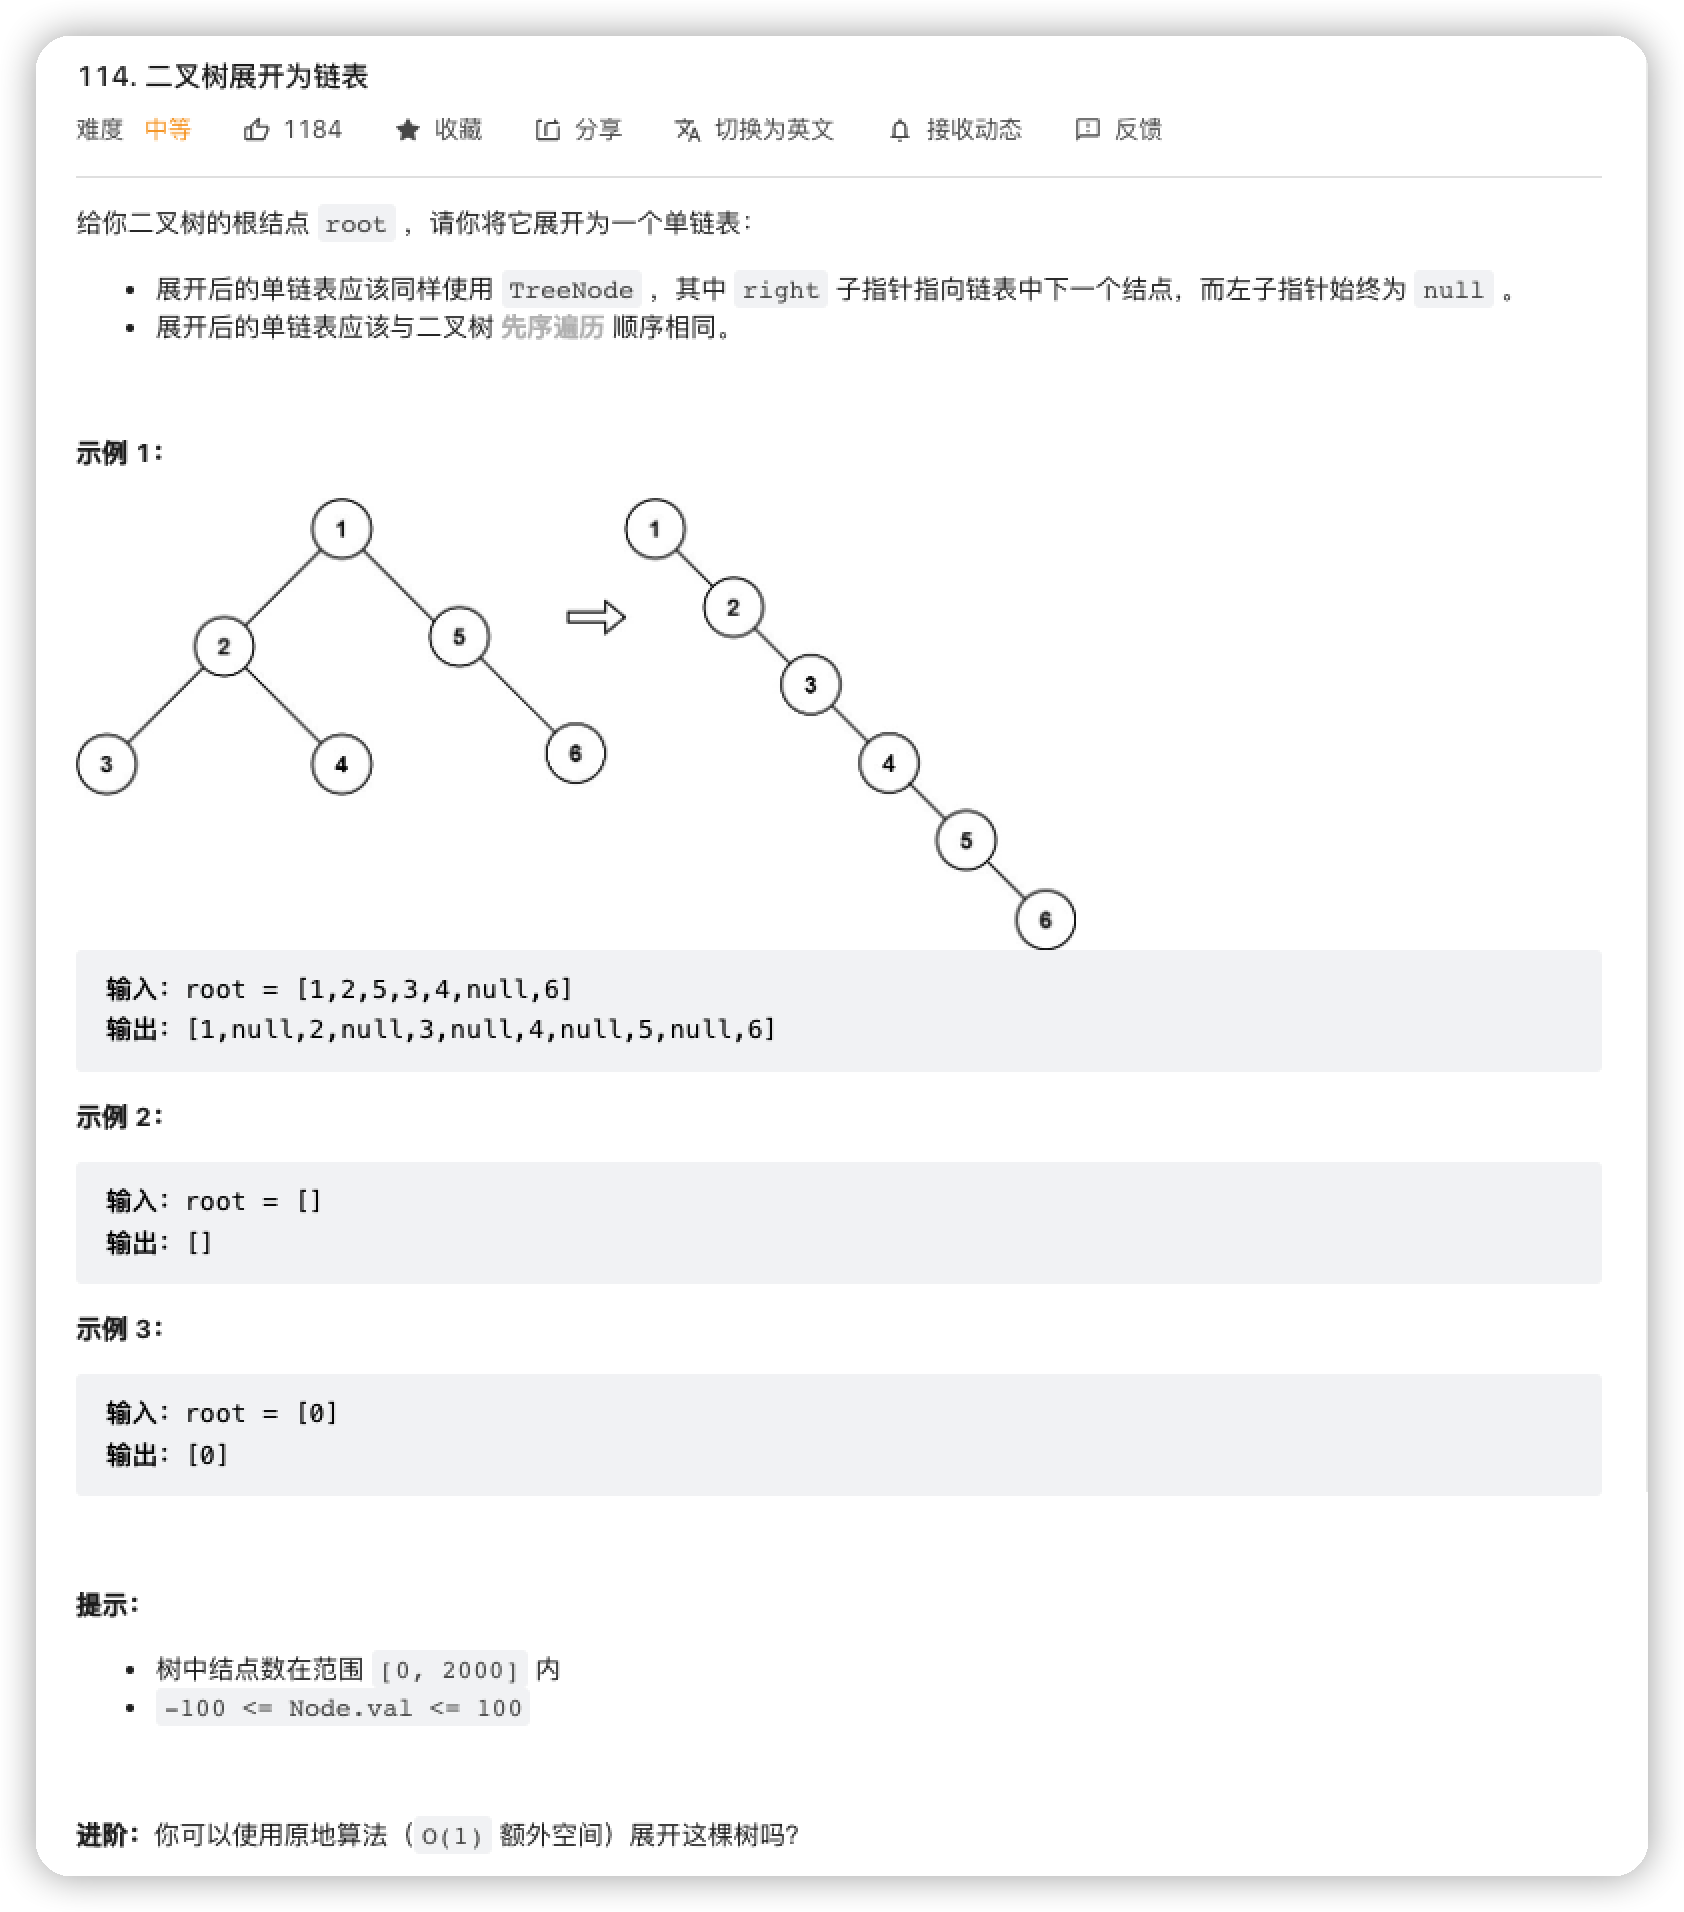 114. 二叉树展开为链表
难度 中等 1184 收藏 分享 切换为英文 接收动态 反馈
给你二叉树的根结点 root ，请你将它展开为一个单链表：
展开后的单链表应该同样使用 TreeNode ，其中 right 子指针指向链表中下一个结点，而左子指针始终为 null 。
展开后的单链表应该与二叉树 先序遍历 顺序相同。
示例 1：
1
2
5
3
4
6
1
2
3
4
5
6
输入：root = [1,2,5,3,4,null,6]
输出：[1,null,2,null,3,null,4,null,5,null,6]
示例 2：
输入：root = []
输出：[]
示例 3：
输入：root = [0]
输出：[0]
提示：
树中结点数在范围 [0, 2000] 内
-100 <= Node.val <= 100
进阶：你可以使用原地算法（O(1) 额外空间）展开这棵树吗？